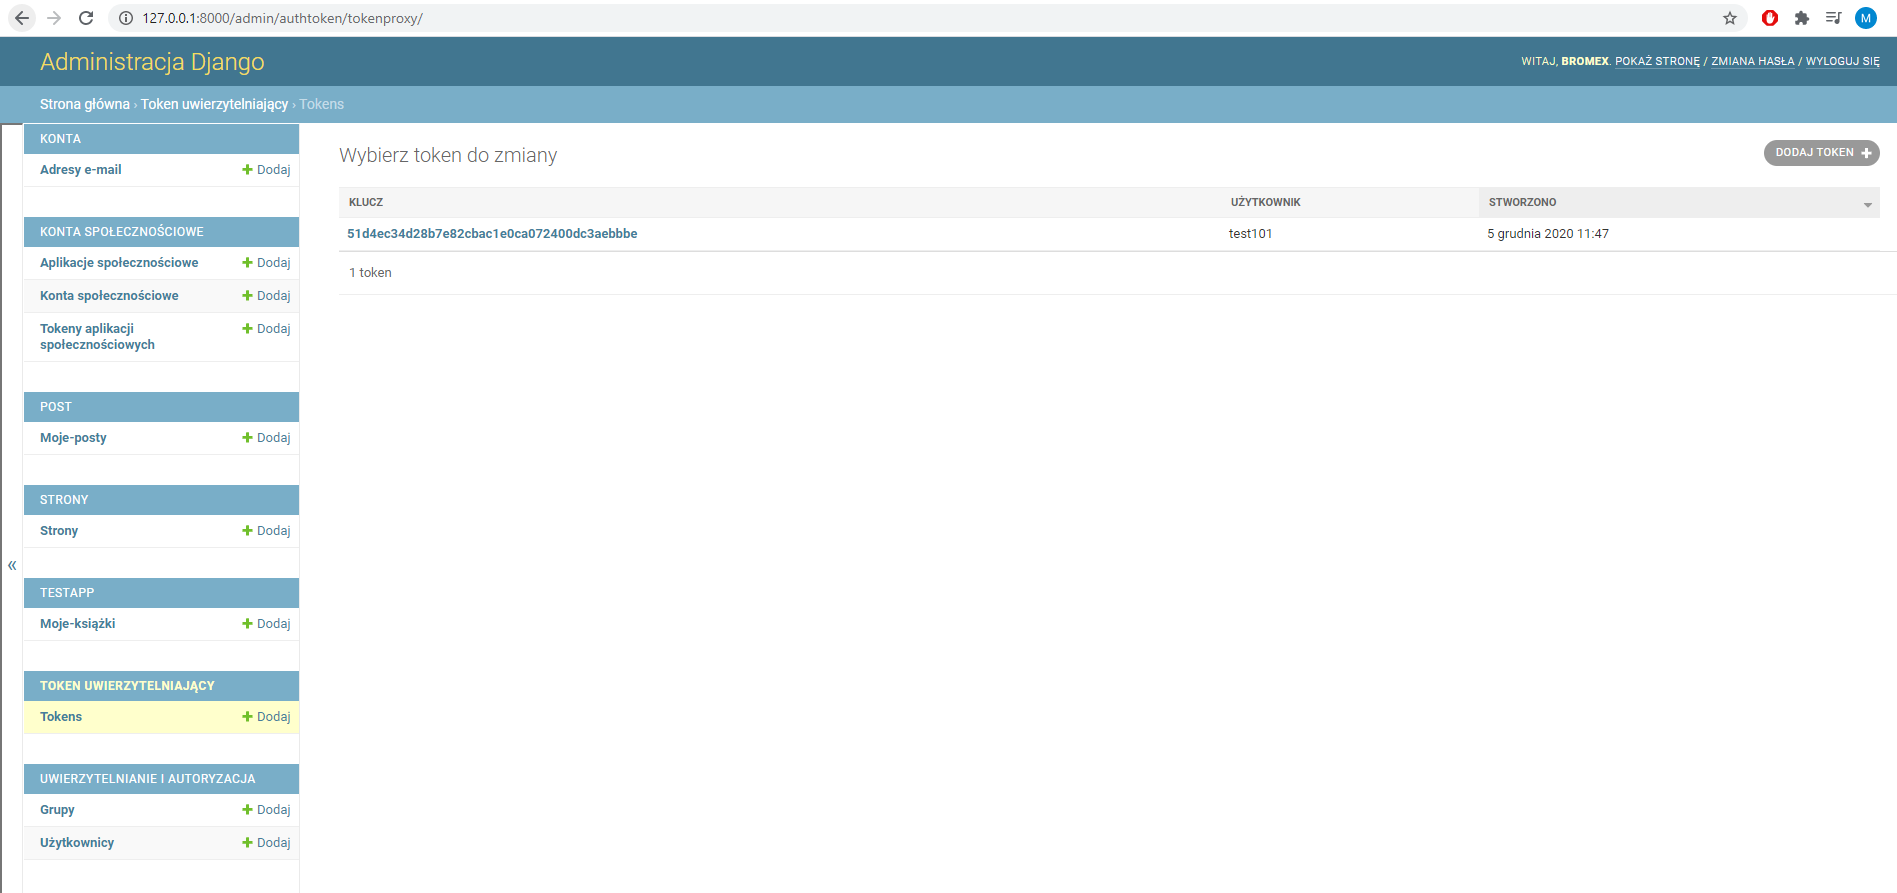 127.0.0.1:8000/admin/authtoken/tokenproxy/
M
Administracja Django
WITAJ, BROMEX. POKAŻ STRONĘ / ZMIANA HASŁA / WYLOGUJ SIĘ
Strona główna › Token uwierzytelniający › Tokens
KONTA
Adresy e-mail Dodaj
KONTA SPOŁECZNOŚCIOWE
Aplikacje społecznościowe Dodaj
Konta społecznościowe Dodaj
Tokeny aplikacji Dodaj
społecznościowych
POST
Moje-posty Dodaj
STRONY
Strony Dodaj
«
TESTAPP
Moje-książki Dodaj
TOKEN UWIERZYTELNIAJĄCY
Tokens Dodaj
UWIERZYTELNIANIE I AUTORYZACJA
Grupy Dodaj
Użytkownicy Dodaj
Wybierz token do zmiany
DODAJ TOKEN
KLUCZ UŻYTKOWNIK STWORZONO
51d4ec34d28b7e82cbac1e0ca072400dc3aebbbe test101 5 grudnia 2020 11:47
1 token